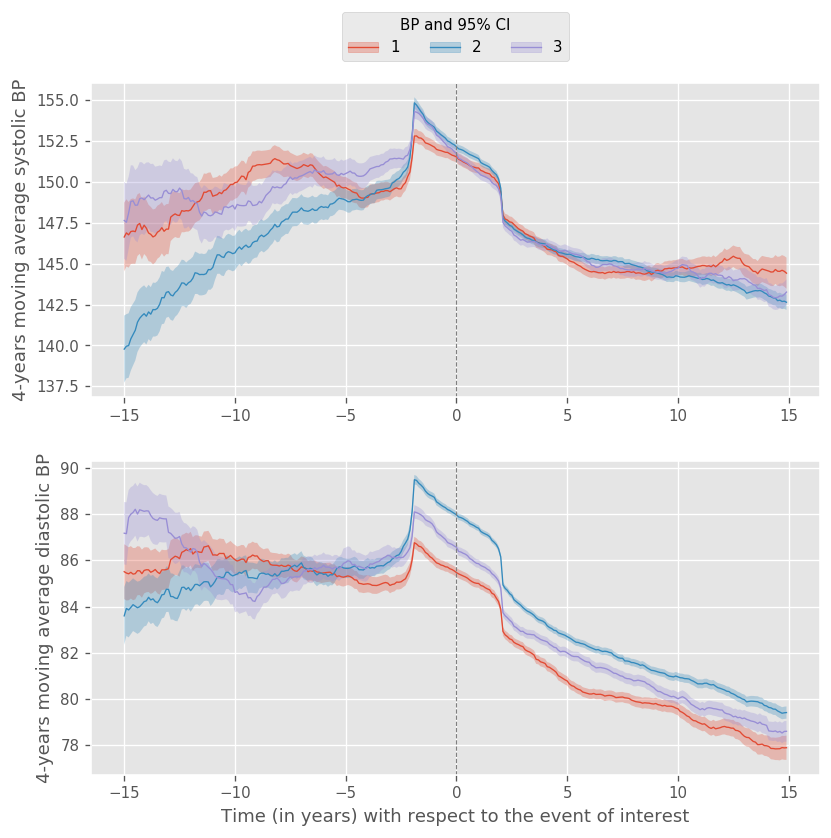 BP and 95% CI
1 2 3
4-years moving average systolic BP
155.0
152.5
150.0
147.5
145.0
142.5
140.0
137.5
−15 −10 −5 0 5 10 15
4-years moving average diastolic BP
90
88
86
84
82
80
78
−15 −10 −5 0 5 10 15
Time (in years) with respect to the event of interest